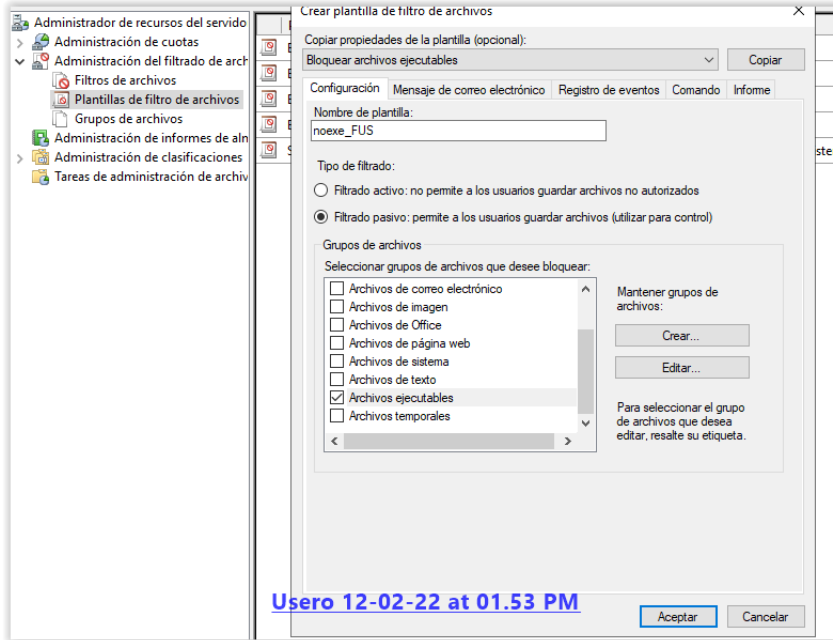 Administrador de recursos del servido
Administración de cuotas
Administración del filtrado de arch
Filtros de archivos
Plantillas de filtro de archivos
Grupos de archivos
Administración de informes de aln
Administración de clasificaciones
Tareas de administración de archiv
Crear plantilla de filtro de archivos
Copiar propiedades de la plantilla (opcional):
Bloquear archivos ejecutables
Copiar
Configuración Mensaje de correo electrónico Registro de eventos Comando Informe
Nombre de plantilla:
noexe_FUS
Tipo de filtrado:
Filtrado activo: no permite a los usuarios guardar archivos no autorizados
Filtrado pasivo: permite a los usuarios guardar archivos (utilizar para control)
Grupos de archivos
Seleccionar grupos de archivos que desee bloquear:
Archivos de correo electrónico
Archivos de imagen
Archivos de Office
Archivos de página web
Archivos de sistema
Archivos de texto
Archivos ejecutables
Archivos temporales
Mantener grupos de
archivos:
Crear...
Editar...
Para seleccionar el grupo
de archivos que desea
editar, resalte su etiqueta.
Usero 12-02-22 at 01.53 PM
Aceptar
Cancelar